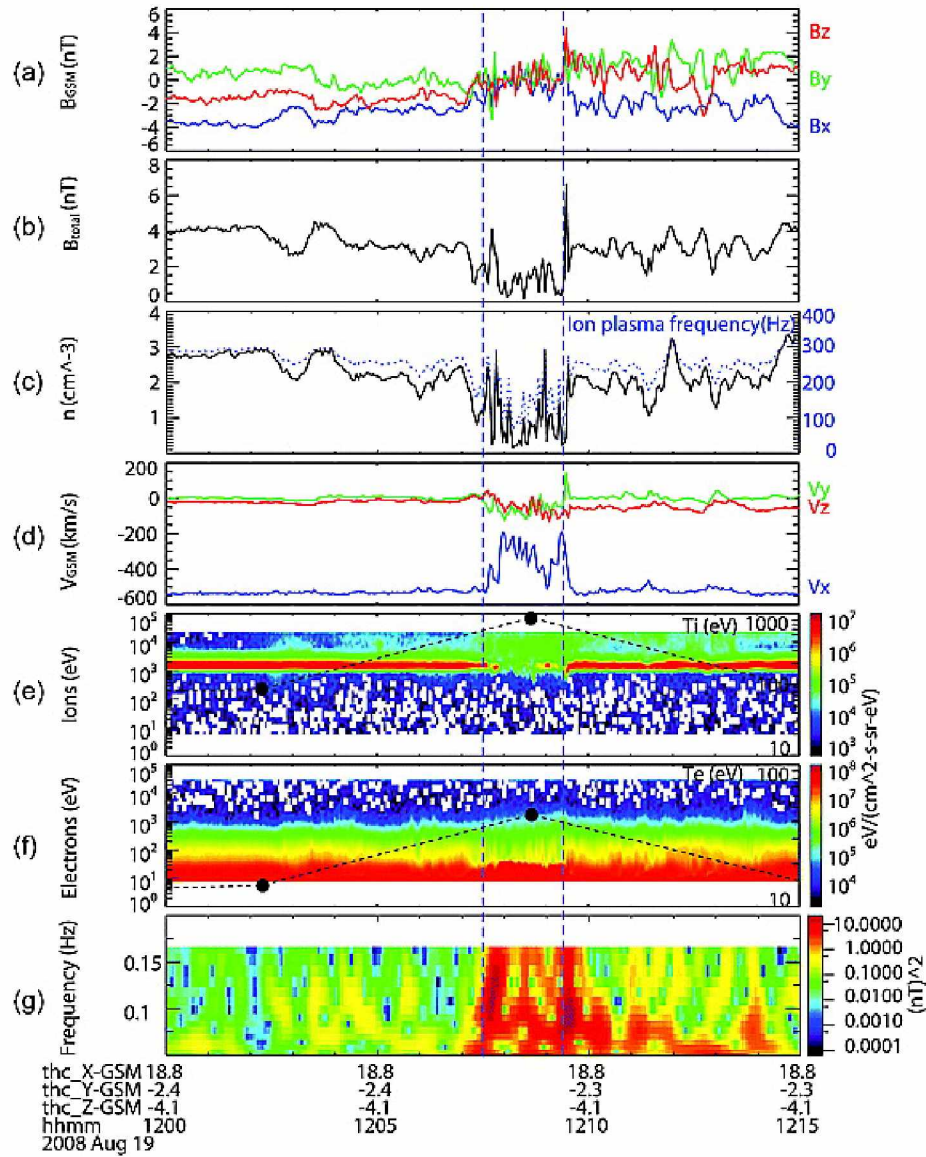 (a)
B_GSM (nT)
6
4
2
0
-2
-4
-6
Bz
By
Bx
(b)
B_total (nT)
8
6
4
2
0
(c)
n (cm^-3)
4
3
2
1
Ion plasma frequency(Hz)
400
300
200
100
0
(d)
V_GSM (km/s)
200
0
-200
-400
-600
Vy
Vz
Vx
(e)
Ions (eV)
10^5
10^4
10^3
10^2
10^1
10^0
Ti (eV) 1000
100
10
10^7
10^6
10^5
10^4
10^3
(f)
Electrons (eV)
10^5
10^4
10^3
10^2
10^1
10^0
Te (eV) 100
10
10^8
10^7
10^6
10^5
10^4
eV/(cm^2-s-sr-eV)
(g)
Frequency (Hz)
0.15
0.1
10.0000
1.0000
0.1000
0.0100
0.0010
0.0001
(nT)^2
thc_X-GSM 18.8 18.8 18.8 18.8
thc_Y-GSM -2.4 -2.4 -2.3 -2.3
thc_Z-GSM -4.1 -4.1 -4.1 -4.1
hhmm 1200 1205 1210 1215
2008 Aug 19